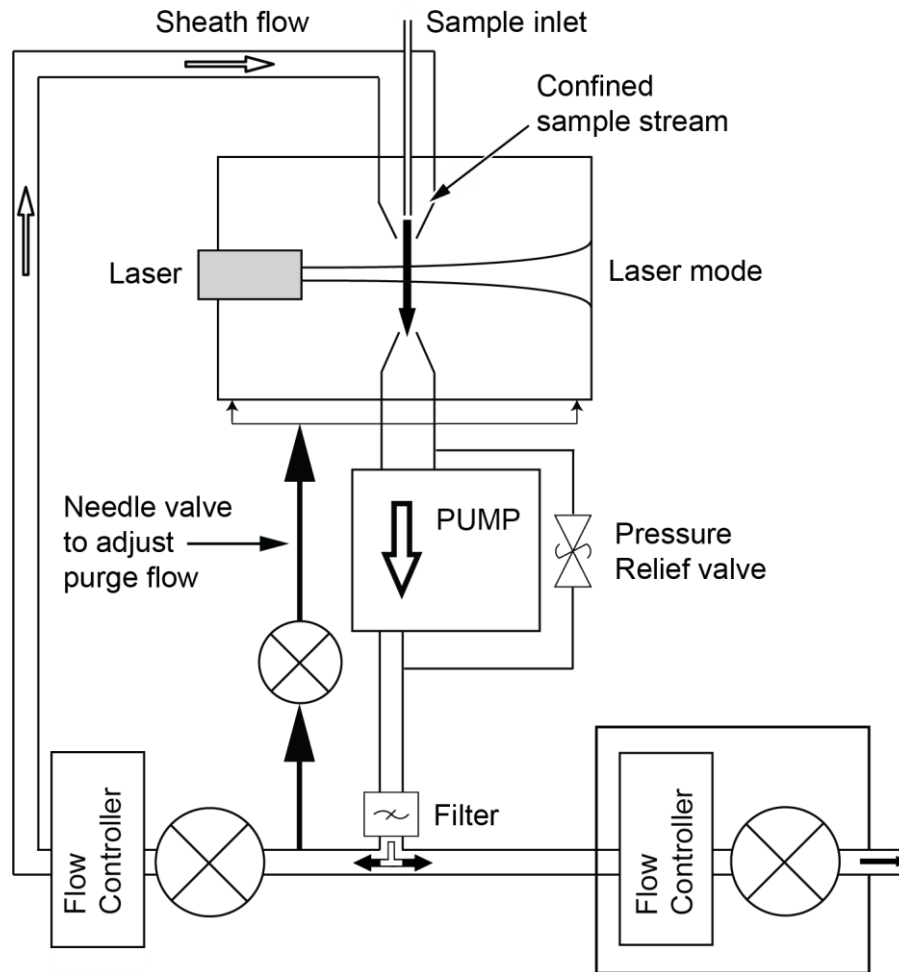 Sheath flow
Sample inlet
Confined
sample stream
Laser
Laser mode
Needle valve
to adjust
purge flow
PUMP
Pressure
Relief valve
Filter
Flow
Controller
Flow
Controller